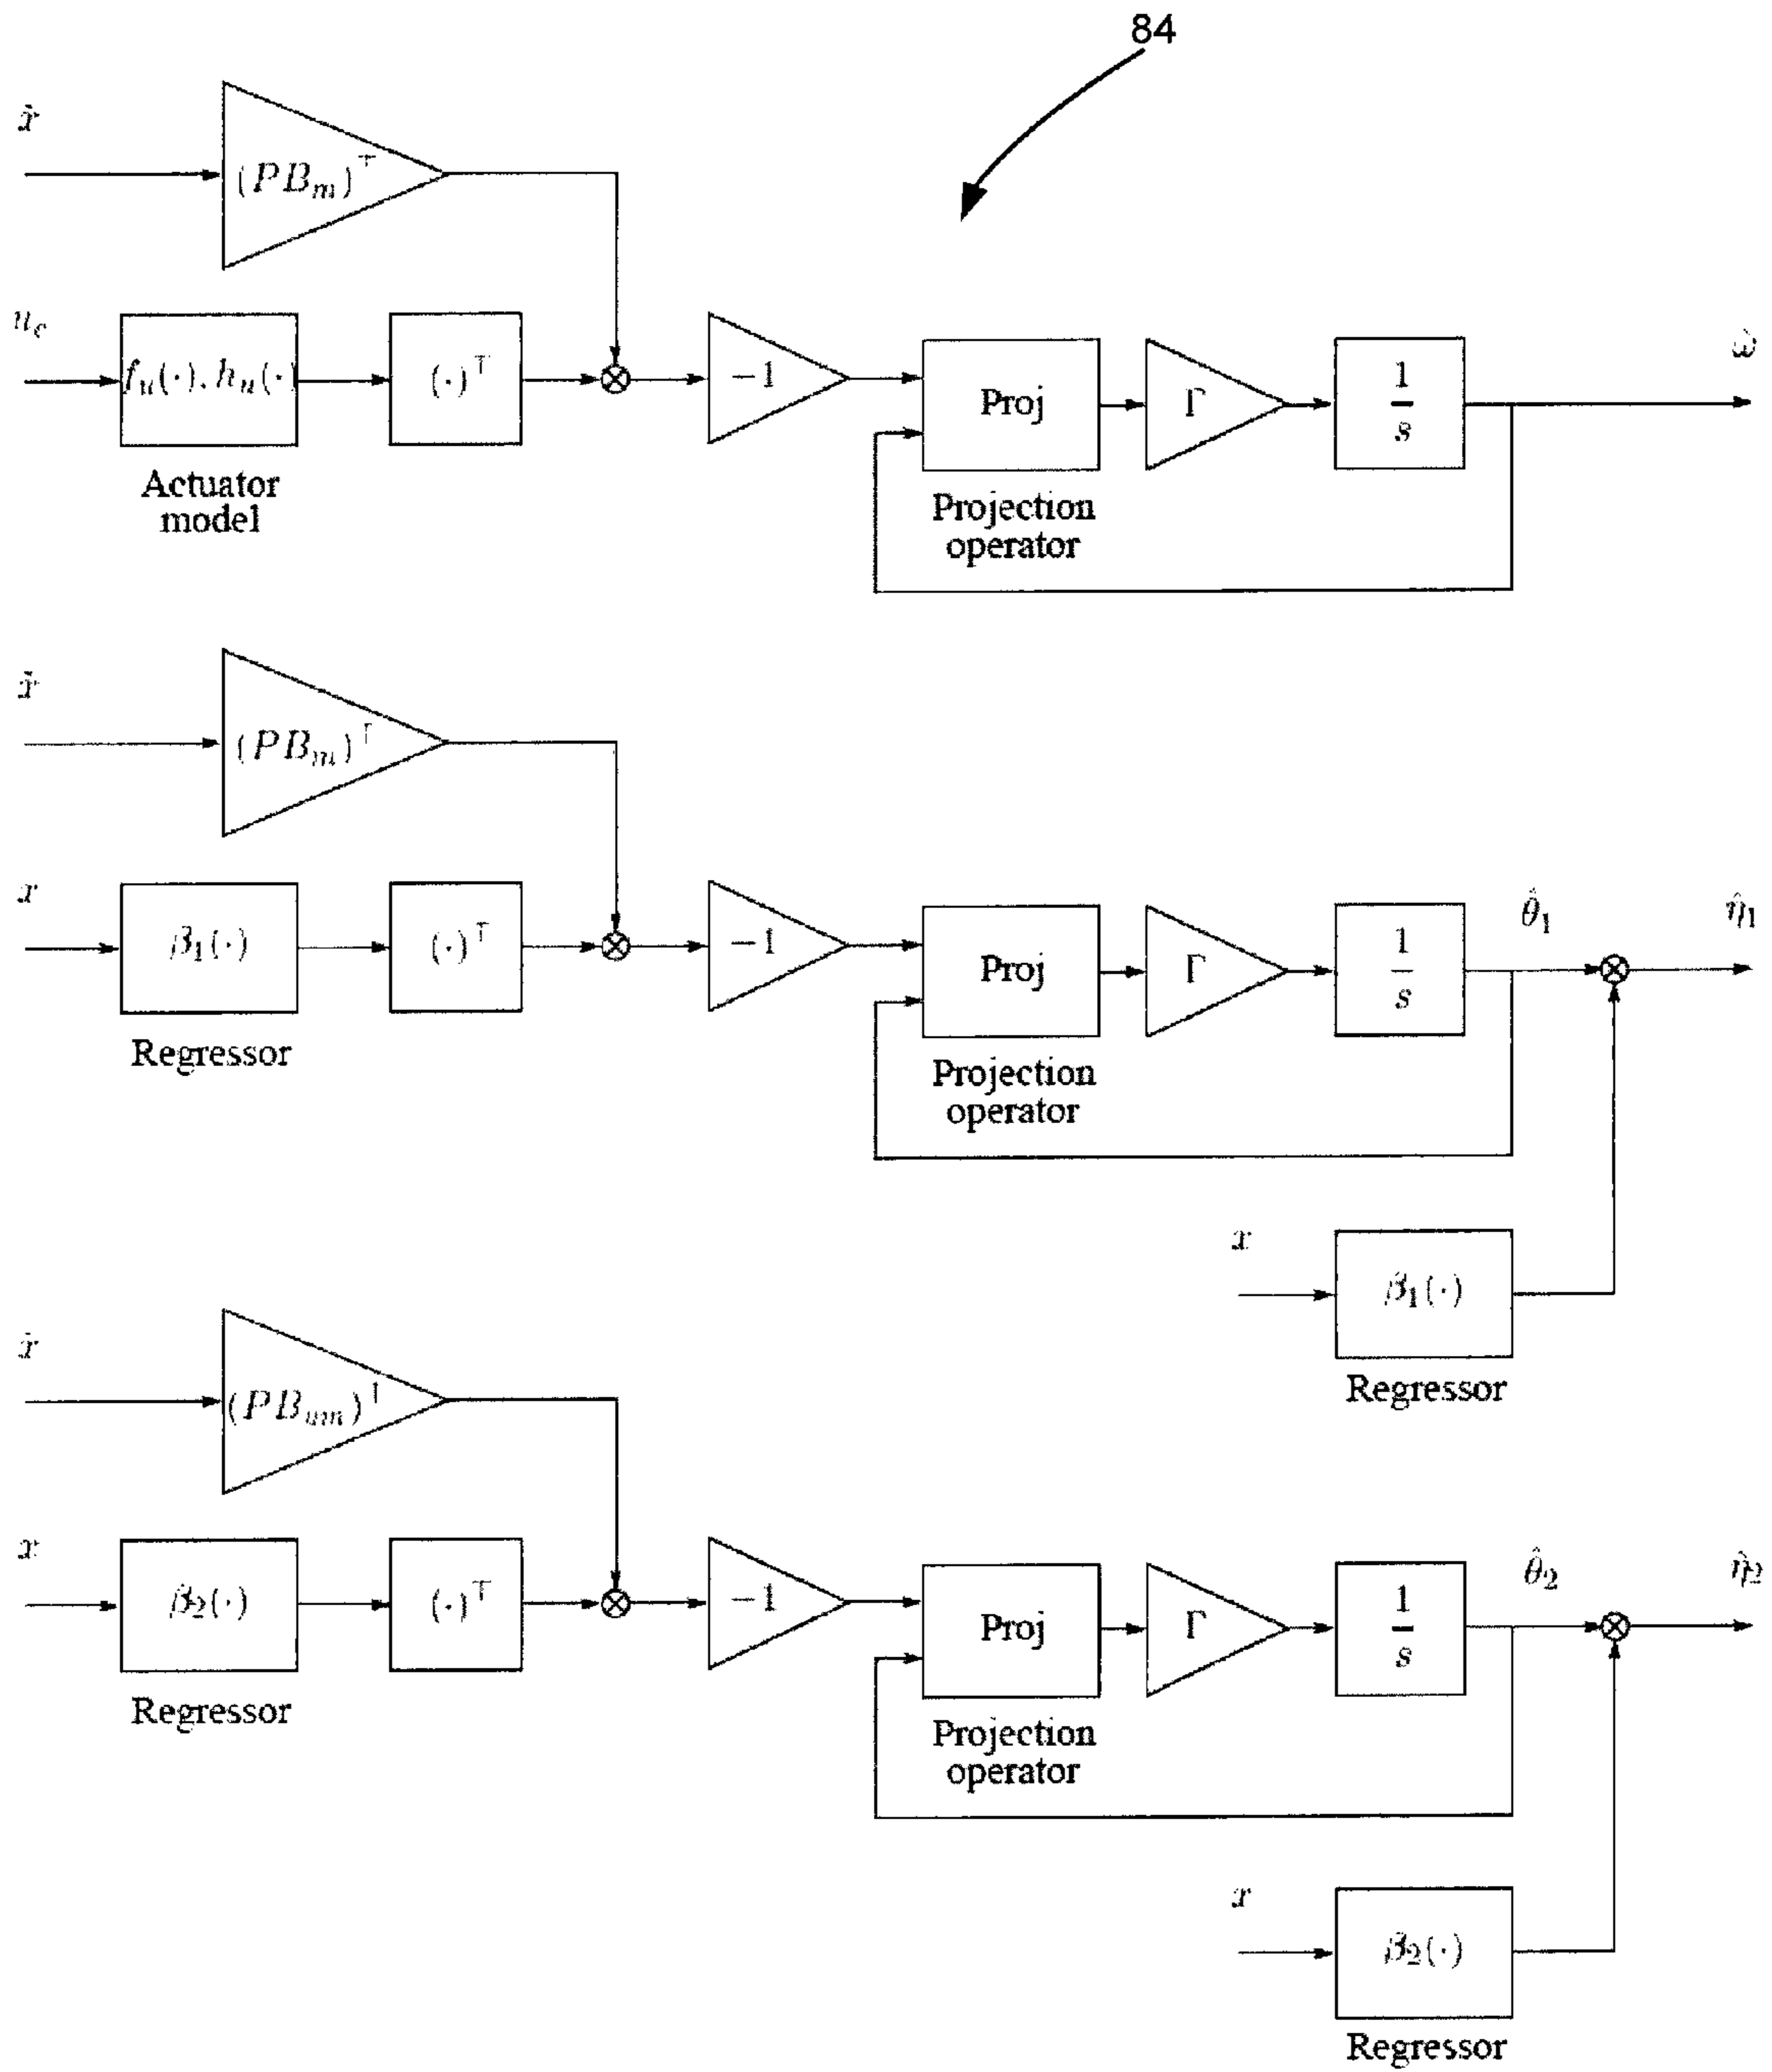 84
x̃
(PB_m)^⊤
u_c
f_u(·), h_u(·)
(·)^⊤
−1
Proj
Γ
1
s
ω̂
Actuator
model
Projection
operator
x̃
(PB_m)^⊤
x
β_1(·)
(·)^⊤
−1
Proj
Γ
1
s
θ̂_1
η̂_1
Regressor
Projection
operator
x
β_1(·)
Regressor
x̃
(PB_um)^⊤
x
β_2(·)
(·)^⊤
−1
Proj
Γ
1
s
θ̂_2
η̂_2
Regressor
Projection
operator
x
β_2(·)
Regressor